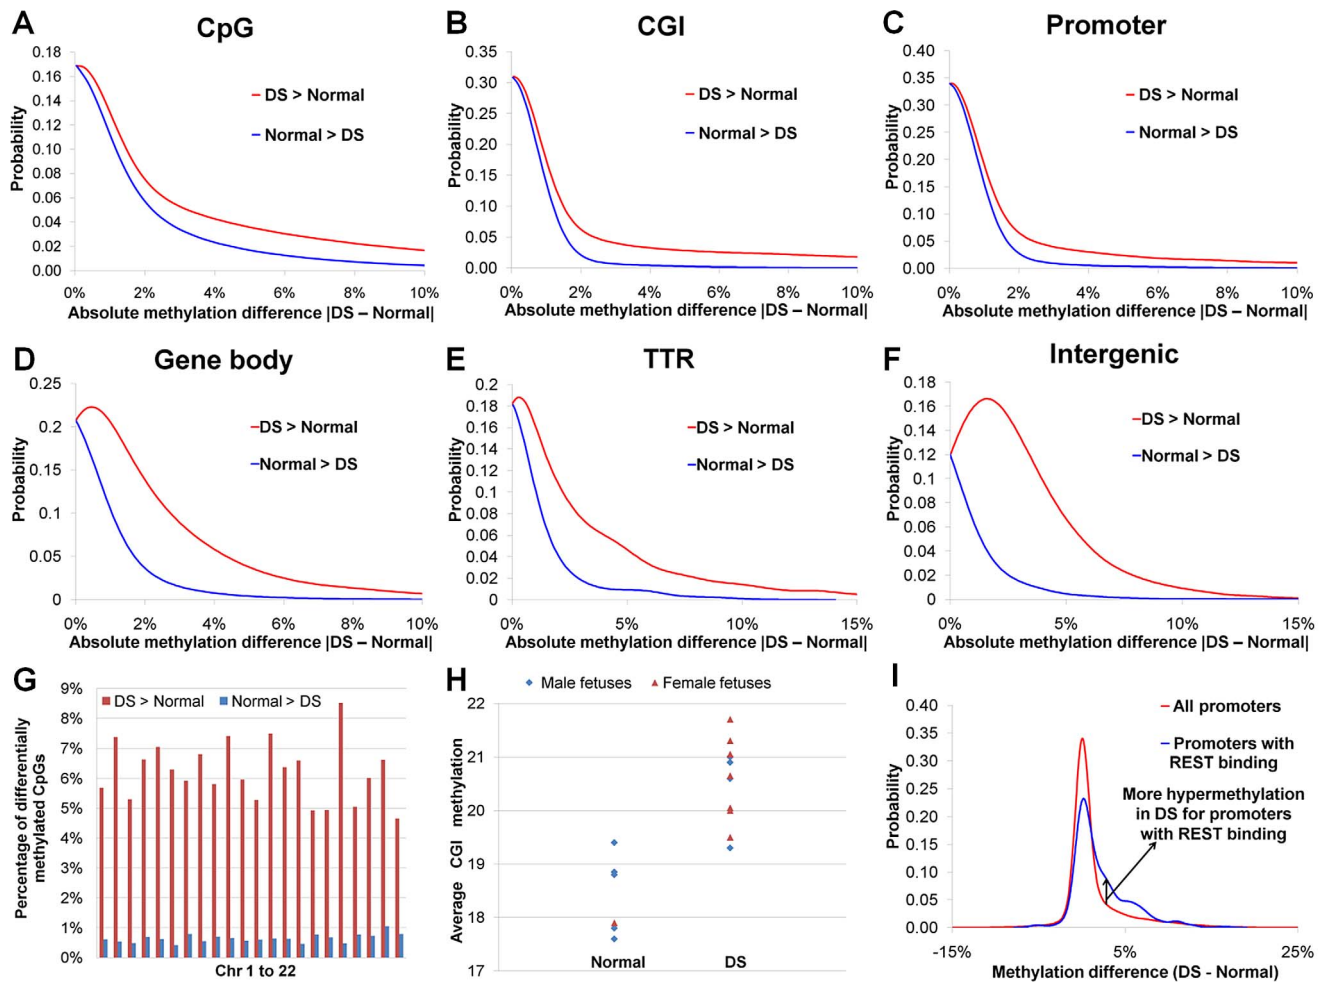 A
CpG
0.18
0.16
0.14
0.12
0.10
0.08
0.06
0.04
0.02
0.00
Probability
DS > Normal
Normal > DS
0% 2% 4% 6% 8% 10%
Absolute methylation difference |DS – Normal|
B
CGI
0.35
0.30
0.25
0.20
0.15
0.10
0.05
0.00
Probability
DS > Normal
Normal > DS
0% 2% 4% 6% 8% 10%
Absolute methylation difference |DS – Normal|
C
Promoter
0.40
0.35
0.30
0.25
0.20
0.15
0.10
0.05
0.00
Probability
DS > Normal
Normal > DS
0% 2% 4% 6% 8% 10%
Absolute methylation difference |DS – Normal|
D
Gene body
0.25
0.2
0.15
0.1
0.05
0
Probability
DS > Normal
Normal > DS
0% 2% 4% 6% 8% 10%
Absolute methylation difference |DS – Normal|
E
TTR
0.2
0.18
0.16
0.14
0.12
0.1
0.08
0.06
0.04
0.02
0
Probability
DS > Normal
Normal > DS
0% 5% 10% 15%
Absolute methylation difference |DS – Normal|
F
Intergenic
0.18
0.16
0.14
0.12
0.1
0.08
0.06
0.04
0.02
0
Probability
DS > Normal
Normal > DS
0% 5% 10% 15%
Absolute methylation difference |DS – Normal|
G
9%
8%
7%
6%
5%
4%
3%
2%
1%
0%
Percentage of differentially
methylated CpGs
DS > Normal Normal > DS
Chr 1 to 22
H
Male fetuses Female fetuses
22
21
20
19
18
17
Average CGI methylation
Normal DS
I
0.40
0.35
0.30
0.25
0.20
0.15
0.10
0.05
0.00
Probability
All promoters
Promoters with
REST binding
More hypermethylation
in DS for promoters
with REST binding
-15% 5% 25%
Methylation difference (DS - Normal)